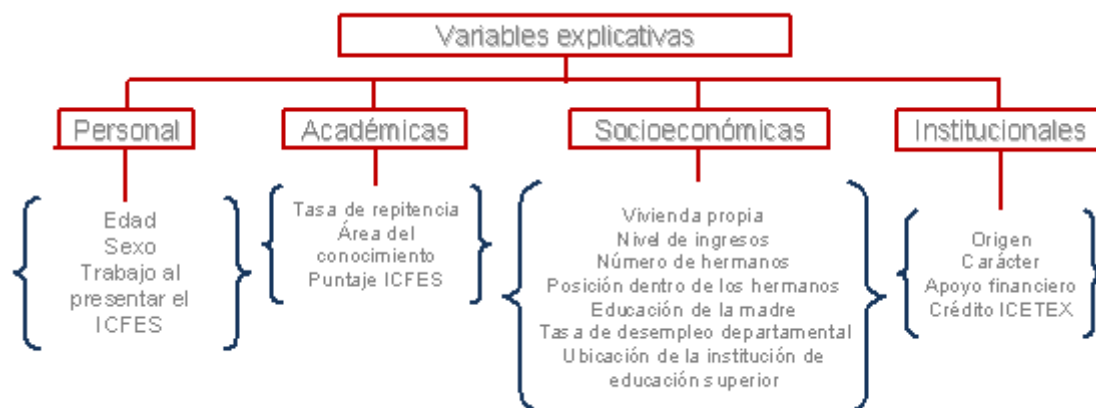 Variables explicativas
Personal
Académicas
Socioeconómicas
Institucionales
Edad
Sexo
Trabajo al
presentar el
ICFES
Tasa de repitencia
Área del
conocimiento
Puntaje ICFES
Vivienda propia
Nivel de ingresos
Número de hermanos
Posición dentro de los hermanos
Educación de la madre
Tasa de desempleo departamental
Ubicación de la institución de
educación superior
Origen
Carácter
Apoyo financiero
Crédito ICETEX